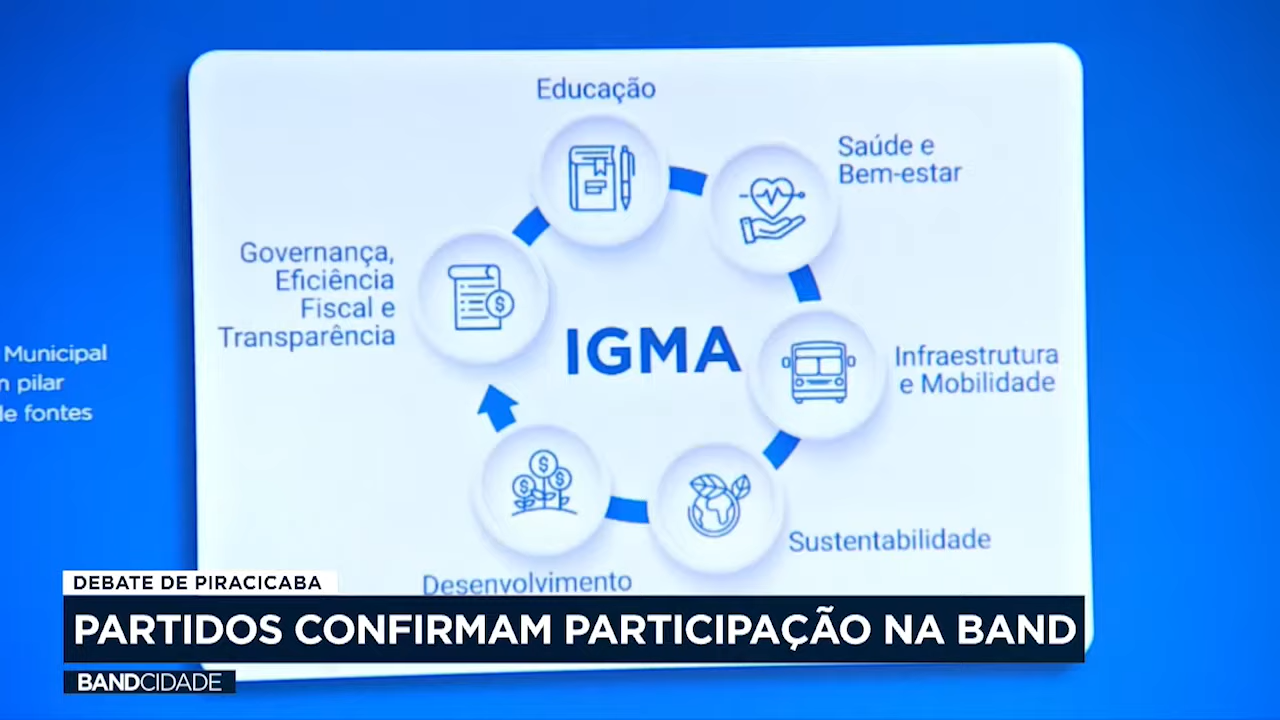 Educação
Saúde e
Bem-estar
Governança,
Eficiência
Fiscal e
Transparência
IGMA
Infraestrutura
e Mobilidade
Municipal
pilar
fontes
Sustentabilidade
Desenvolvimento
DEBATE DE PIRACICABA
PARTIDOS CONFIRMAM PARTICIPAÇÃO NA BAND
BANDCIDADE